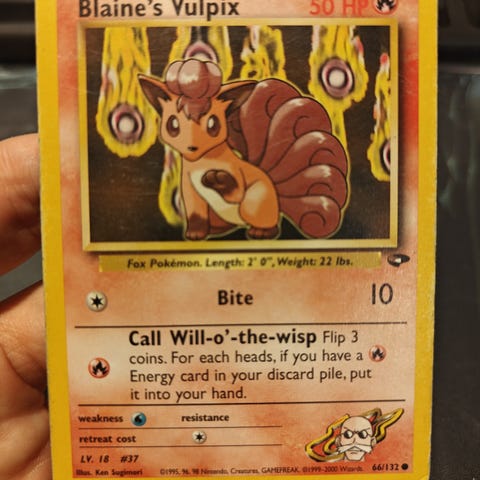 Blaine's Vulpix 50 HP
Fox Pokémon. Length: 2' 0", Weight: 22 lbs.
Bite 10
Call Will-o'-the-wisp Flip 3
coins. For each heads, if you have a
Energy card in your discard pile, put
it into your hand.
weakness resistance
retreat cost
LV. 18 #37
Illus. Ken Sugimori ©1995, 96, 98 Nintendo, Creatures, GAMEFREAK. ©1999-2000 Wizards. 66/132